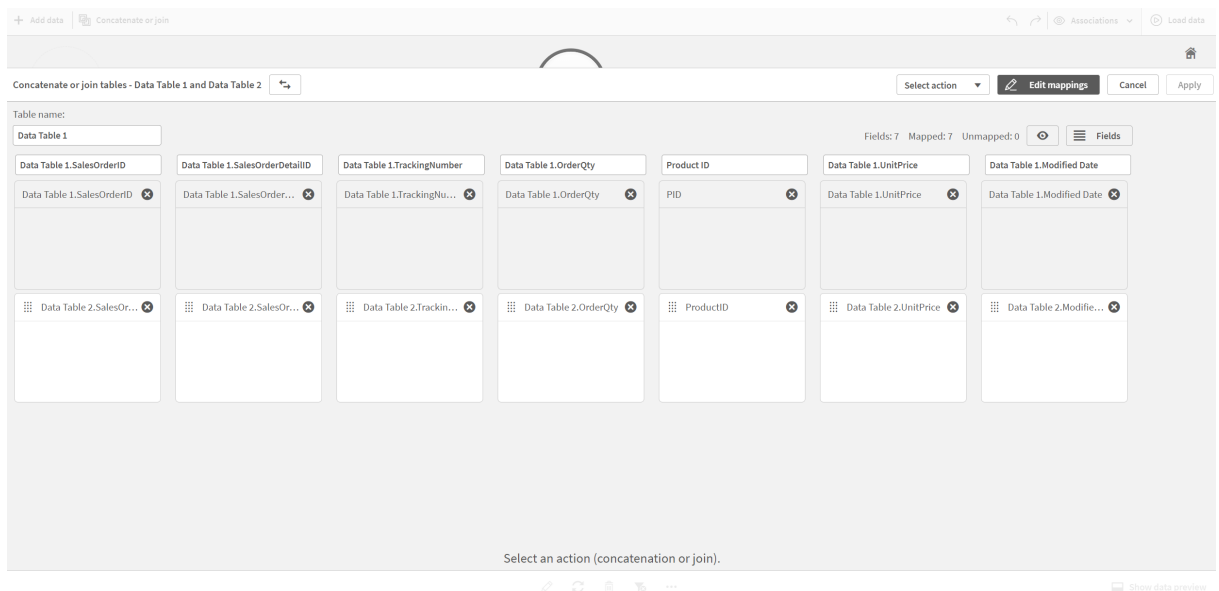 Add data Concatenate or join Associations Load data
Concatenate or join tables - Data Table 1 and Data Table 2 Select action Edit mappings Cancel Apply
Table name:
Data Table 1 Fields: 7 Mapped: 7 Unmapped: 0 Fields
Data Table 1.SalesOrderID Data Table 1.SalesOrderDetailID Data Table 1.TrackingNumber Data Table 1.OrderQty Product ID Data Table 1.UnitPrice Data Table 1.Modified Date
Data Table 1.SalesOrderID Data Table 1.SalesOrder... Data Table 1.TrackingNu... Data Table 1.OrderQty PID Data Table 1.UnitPrice Data Table 1.Modified Date
Data Table 2.SalesOr... Data Table 2.SalesOr... Data Table 2.Trackin... Data Table 2.OrderQty ProductID Data Table 2.UnitPrice Data Table 2.Modifie...
Select an action (concatenation or join).
Show data preview